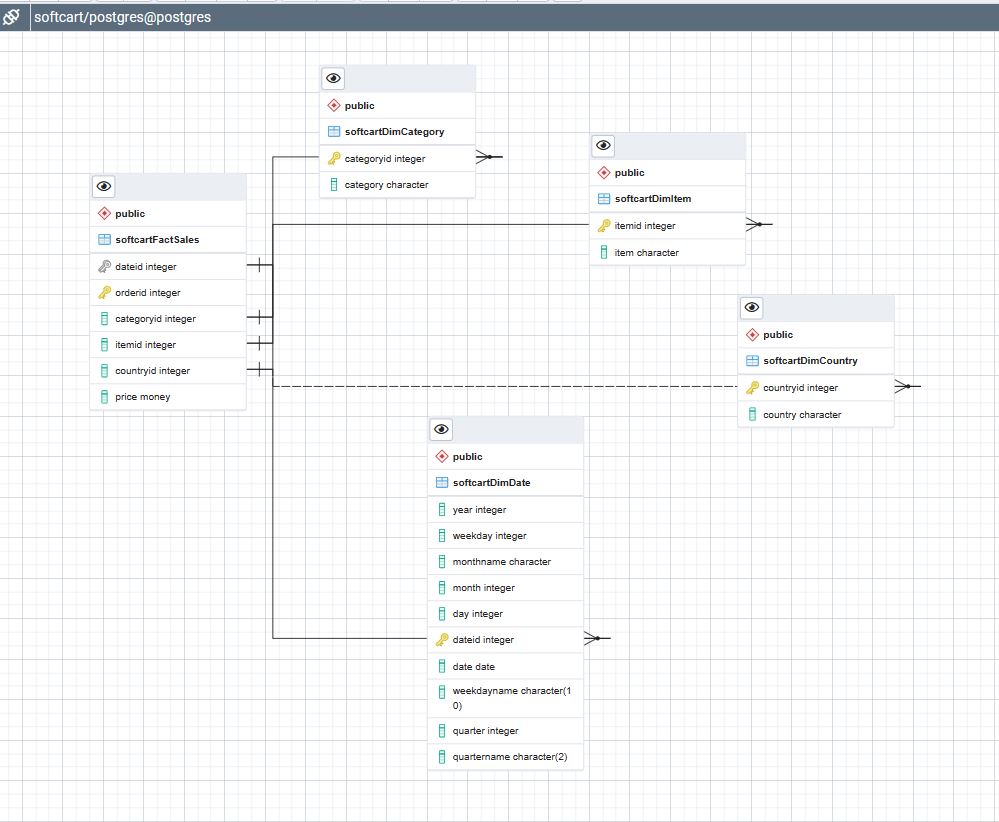 softcart/postgres@postgres
public
softcartDimCategory
categoryid integer
category character
public
softcartDimItem
itemid integer
item character
public
softcartFactSales
dateid integer
orderid integer
categoryid integer
itemid integer
countryid integer
price money
public
softcartDimCountry
countryid integer
country character
public
softcartDimDate
year integer
weekday integer
monthname character
month integer
day integer
dateid integer
date date
weekdayname character(1
0)
quarter integer
quartername character(2)